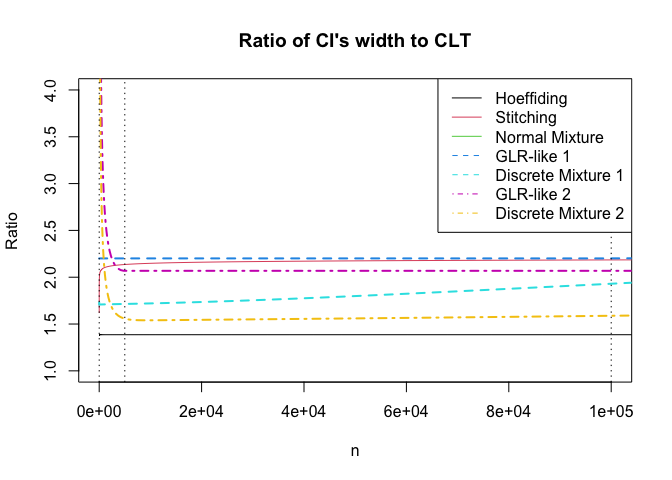 Ratio of CI's width to CLT
Ratio
4.0
3.5
3.0
2.5
2.0
1.5
1.0
Hoeffiding
Stitching
Normal Mixture
GLR-like 1
Discrete Mixture 1
GLR-like 2
Discrete Mixture 2
0e+00 2e+04 4e+04 6e+04 8e+04 1e+05
n